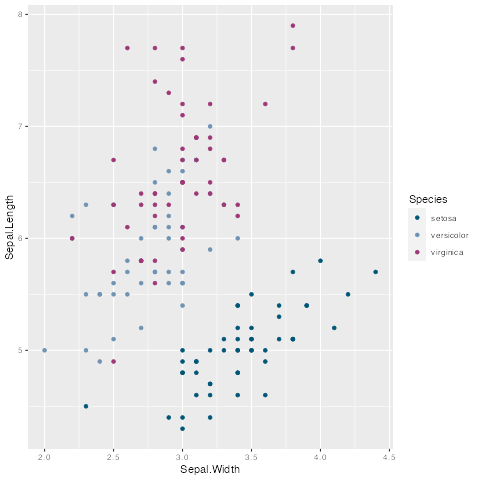 8
7
6
5
2.0 2.5 3.0 3.5 4.0 4.5
Sepal.Width
Sepal.Length
Species
setosa
versicolor
virginica